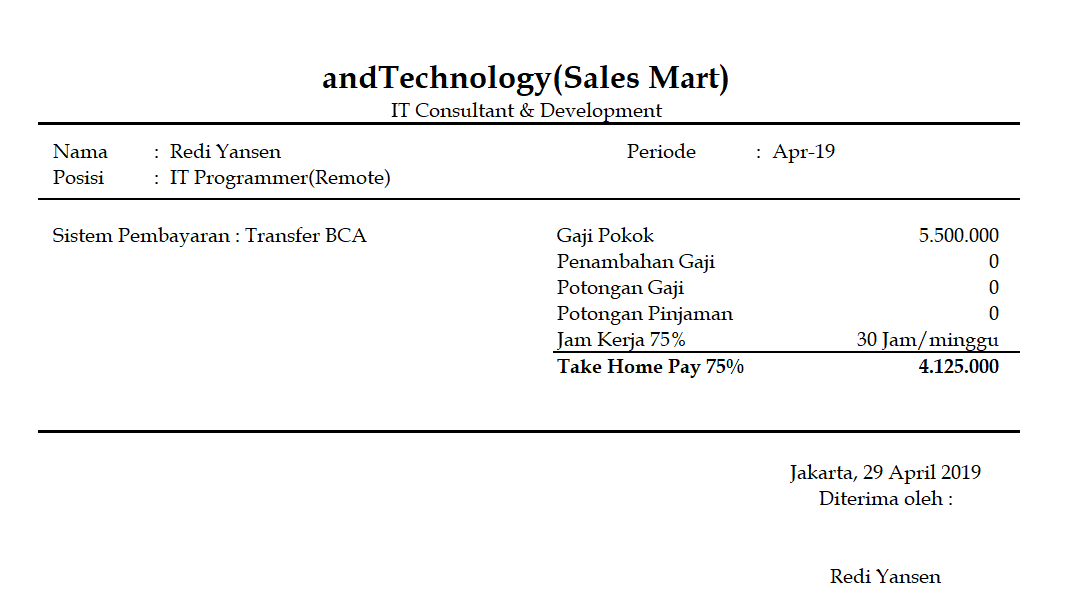 andTechnology(Sales Mart)
IT Consultant & Development
Nama : Redi Yansen Periode : Apr-19
Posisi : IT Programmer(Remote)
Sistem Pembayaran : Transfer BCA Gaji Pokok 5.500.000
Penambahan Gaji 0
Potongan Gaji 0
Potongan Pinjaman 0
Jam Kerja 75% 30 Jam/minggu
Take Home Pay 75% 4.125.000
Jakarta, 29 April 2019
Diterima oleh :
Redi Yansen